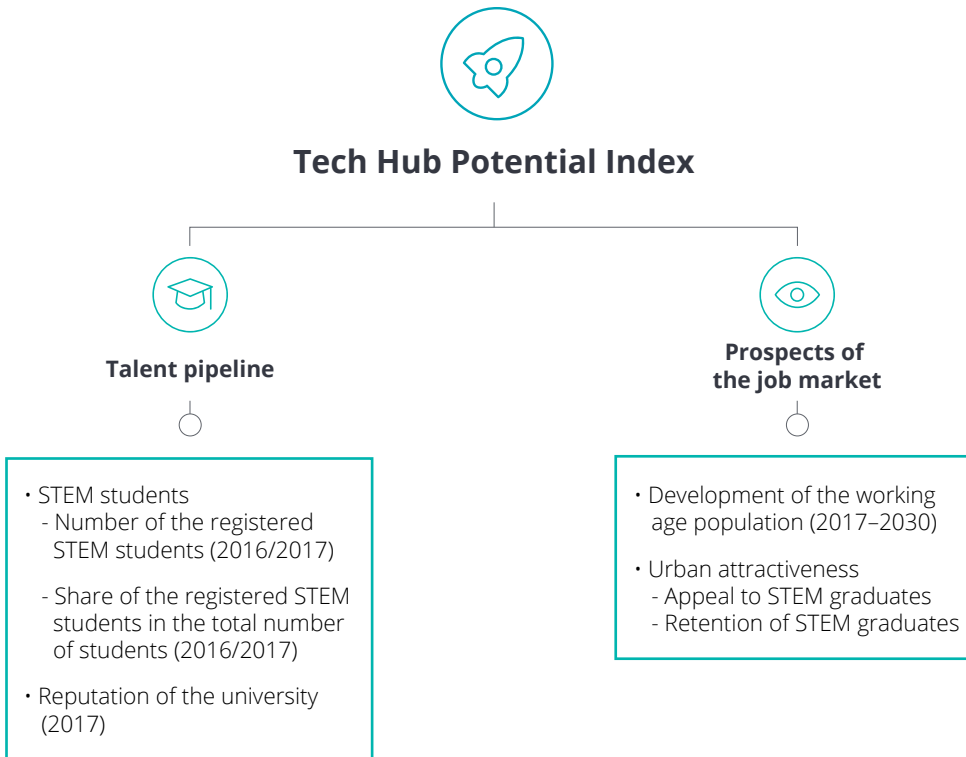 Tech Hub Potential Index
Talent pipeline
• STEM students
- Number of the registered
STEM students (2016/2017)
- Share of the registered STEM
students in the total number
of students (2016/2017)
• Reputation of the university
(2017)
Prospects of
the job market
• Development of the working
age population (2017–2030)
• Urban attractiveness
- Appeal to STEM graduates
- Retention of STEM graduates